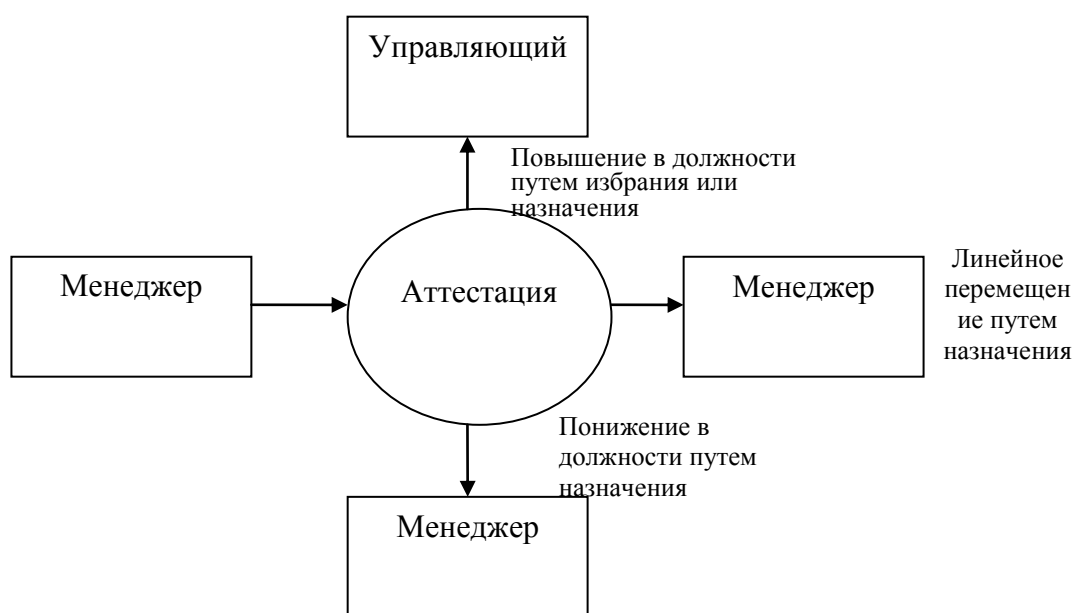 Управляющий
Повышение в должности
путем избрания или
назначения
Менеджер
Аттестация
Менеджер
Линейное
перемещен
ие путем
назначения
Понижение в
должности путем
назначения
Менеджер